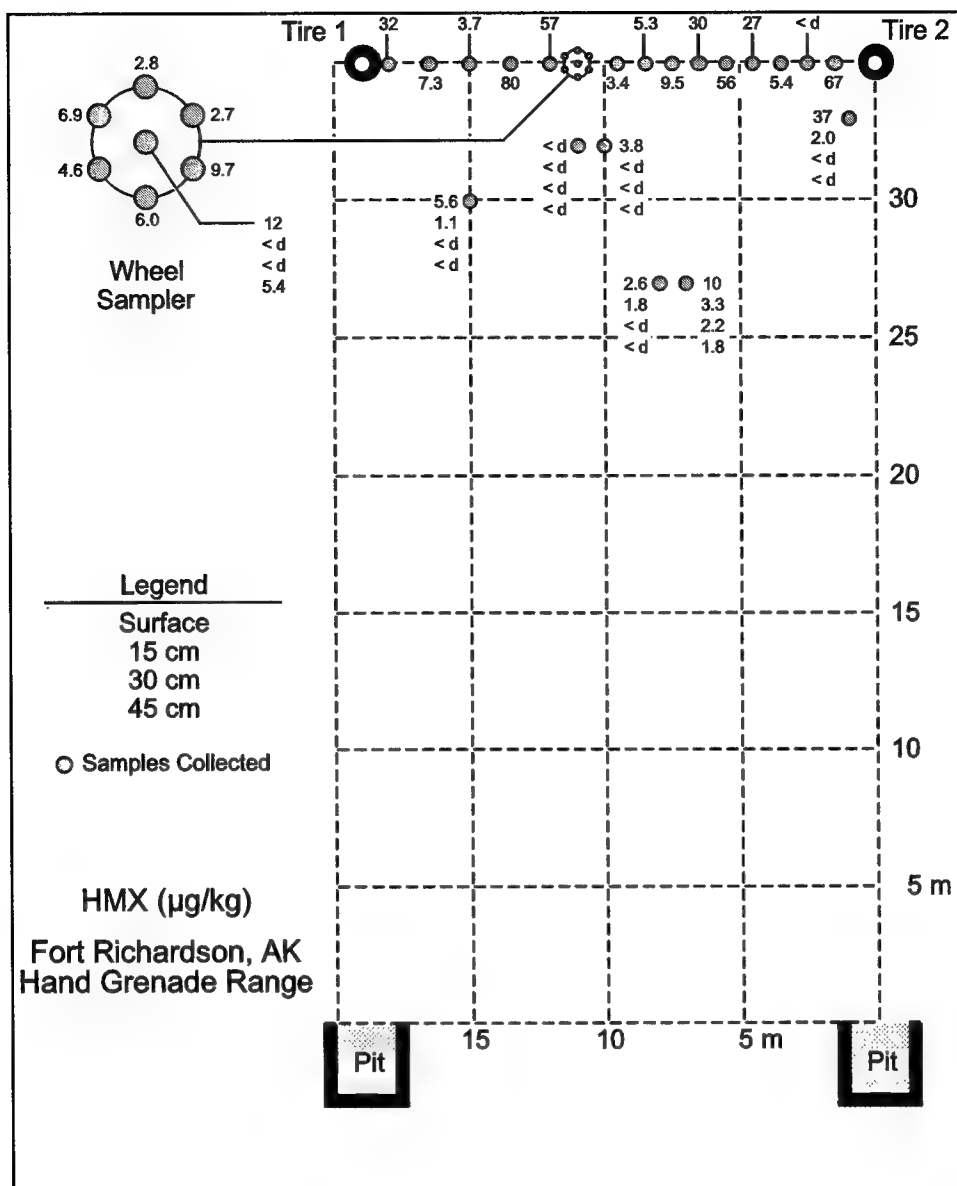 Tire 1
32
3.7
57
5.3
30
27
< d
Tire 2
7.3
80
3.4
9.5
56
5.4
67
2.8
6.9
2.7
4.6
9.7
6.0
12
< d
< d
5.4
Wheel
Sampler
37
2.0
< d
< d
< d
< d
< d
< d
3.8
< d
< d
< d
5.6
1.1
< d
< d
30
2.6
1.8
< d
< d
10
3.3
2.2
1.8
25
20
Legend
Surface
15 cm
30 cm
45 cm
Samples Collected
15
10
5 m
HMX (µg/kg)
Fort Richardson, AK
Hand Grenade Range
15
10
5 m
Pit
Pit